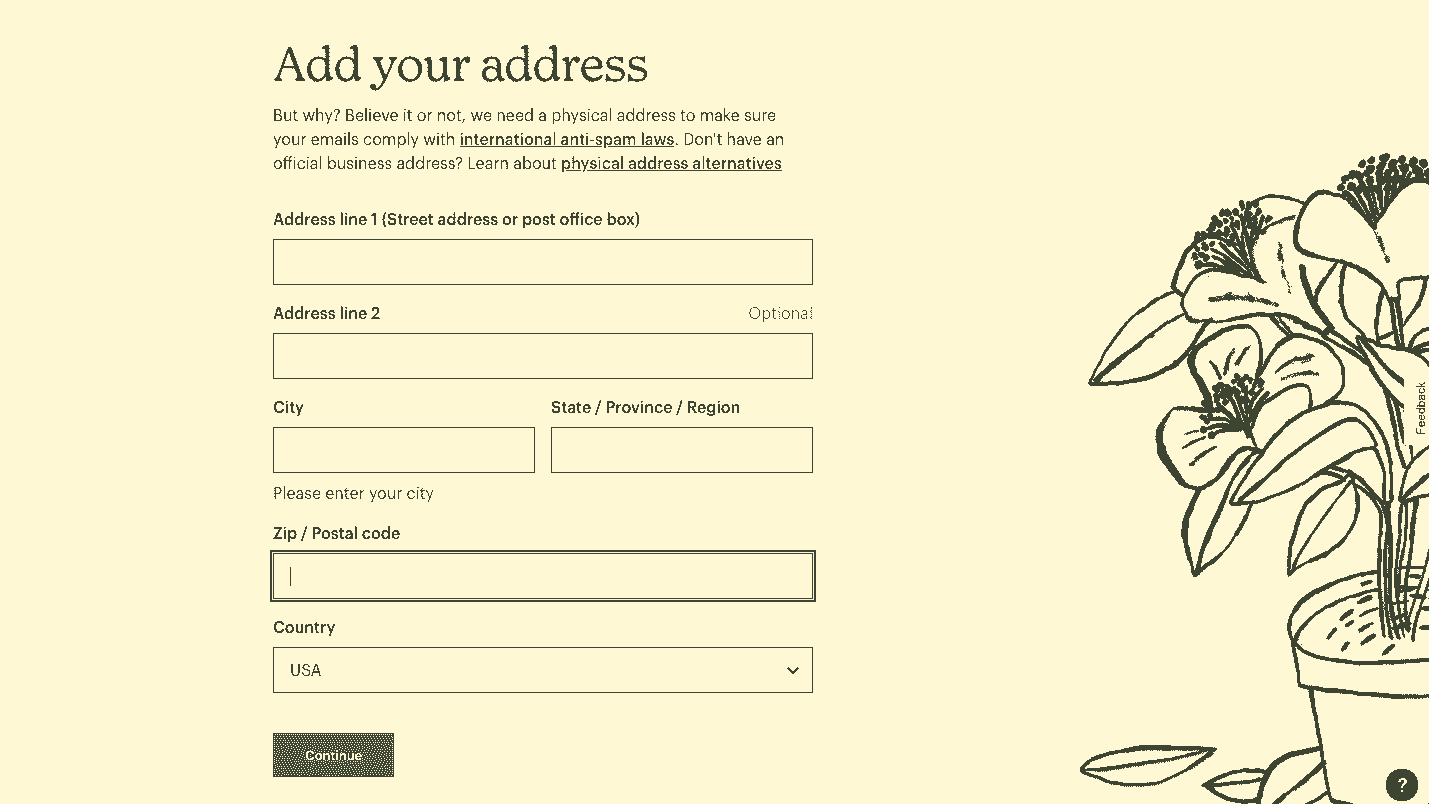 Add your address
But why? Believe it or not, we need a physical address to make sure
your emails comply with international anti-spam laws. Don't have an
official business address? Learn about physical address alternatives
Address line 1 (Street address or post office box)
Address line 2
Optional
City
State / Province / Region
Please enter your city
Zip / Postal code
Country
USA
Continue
Feedback
?